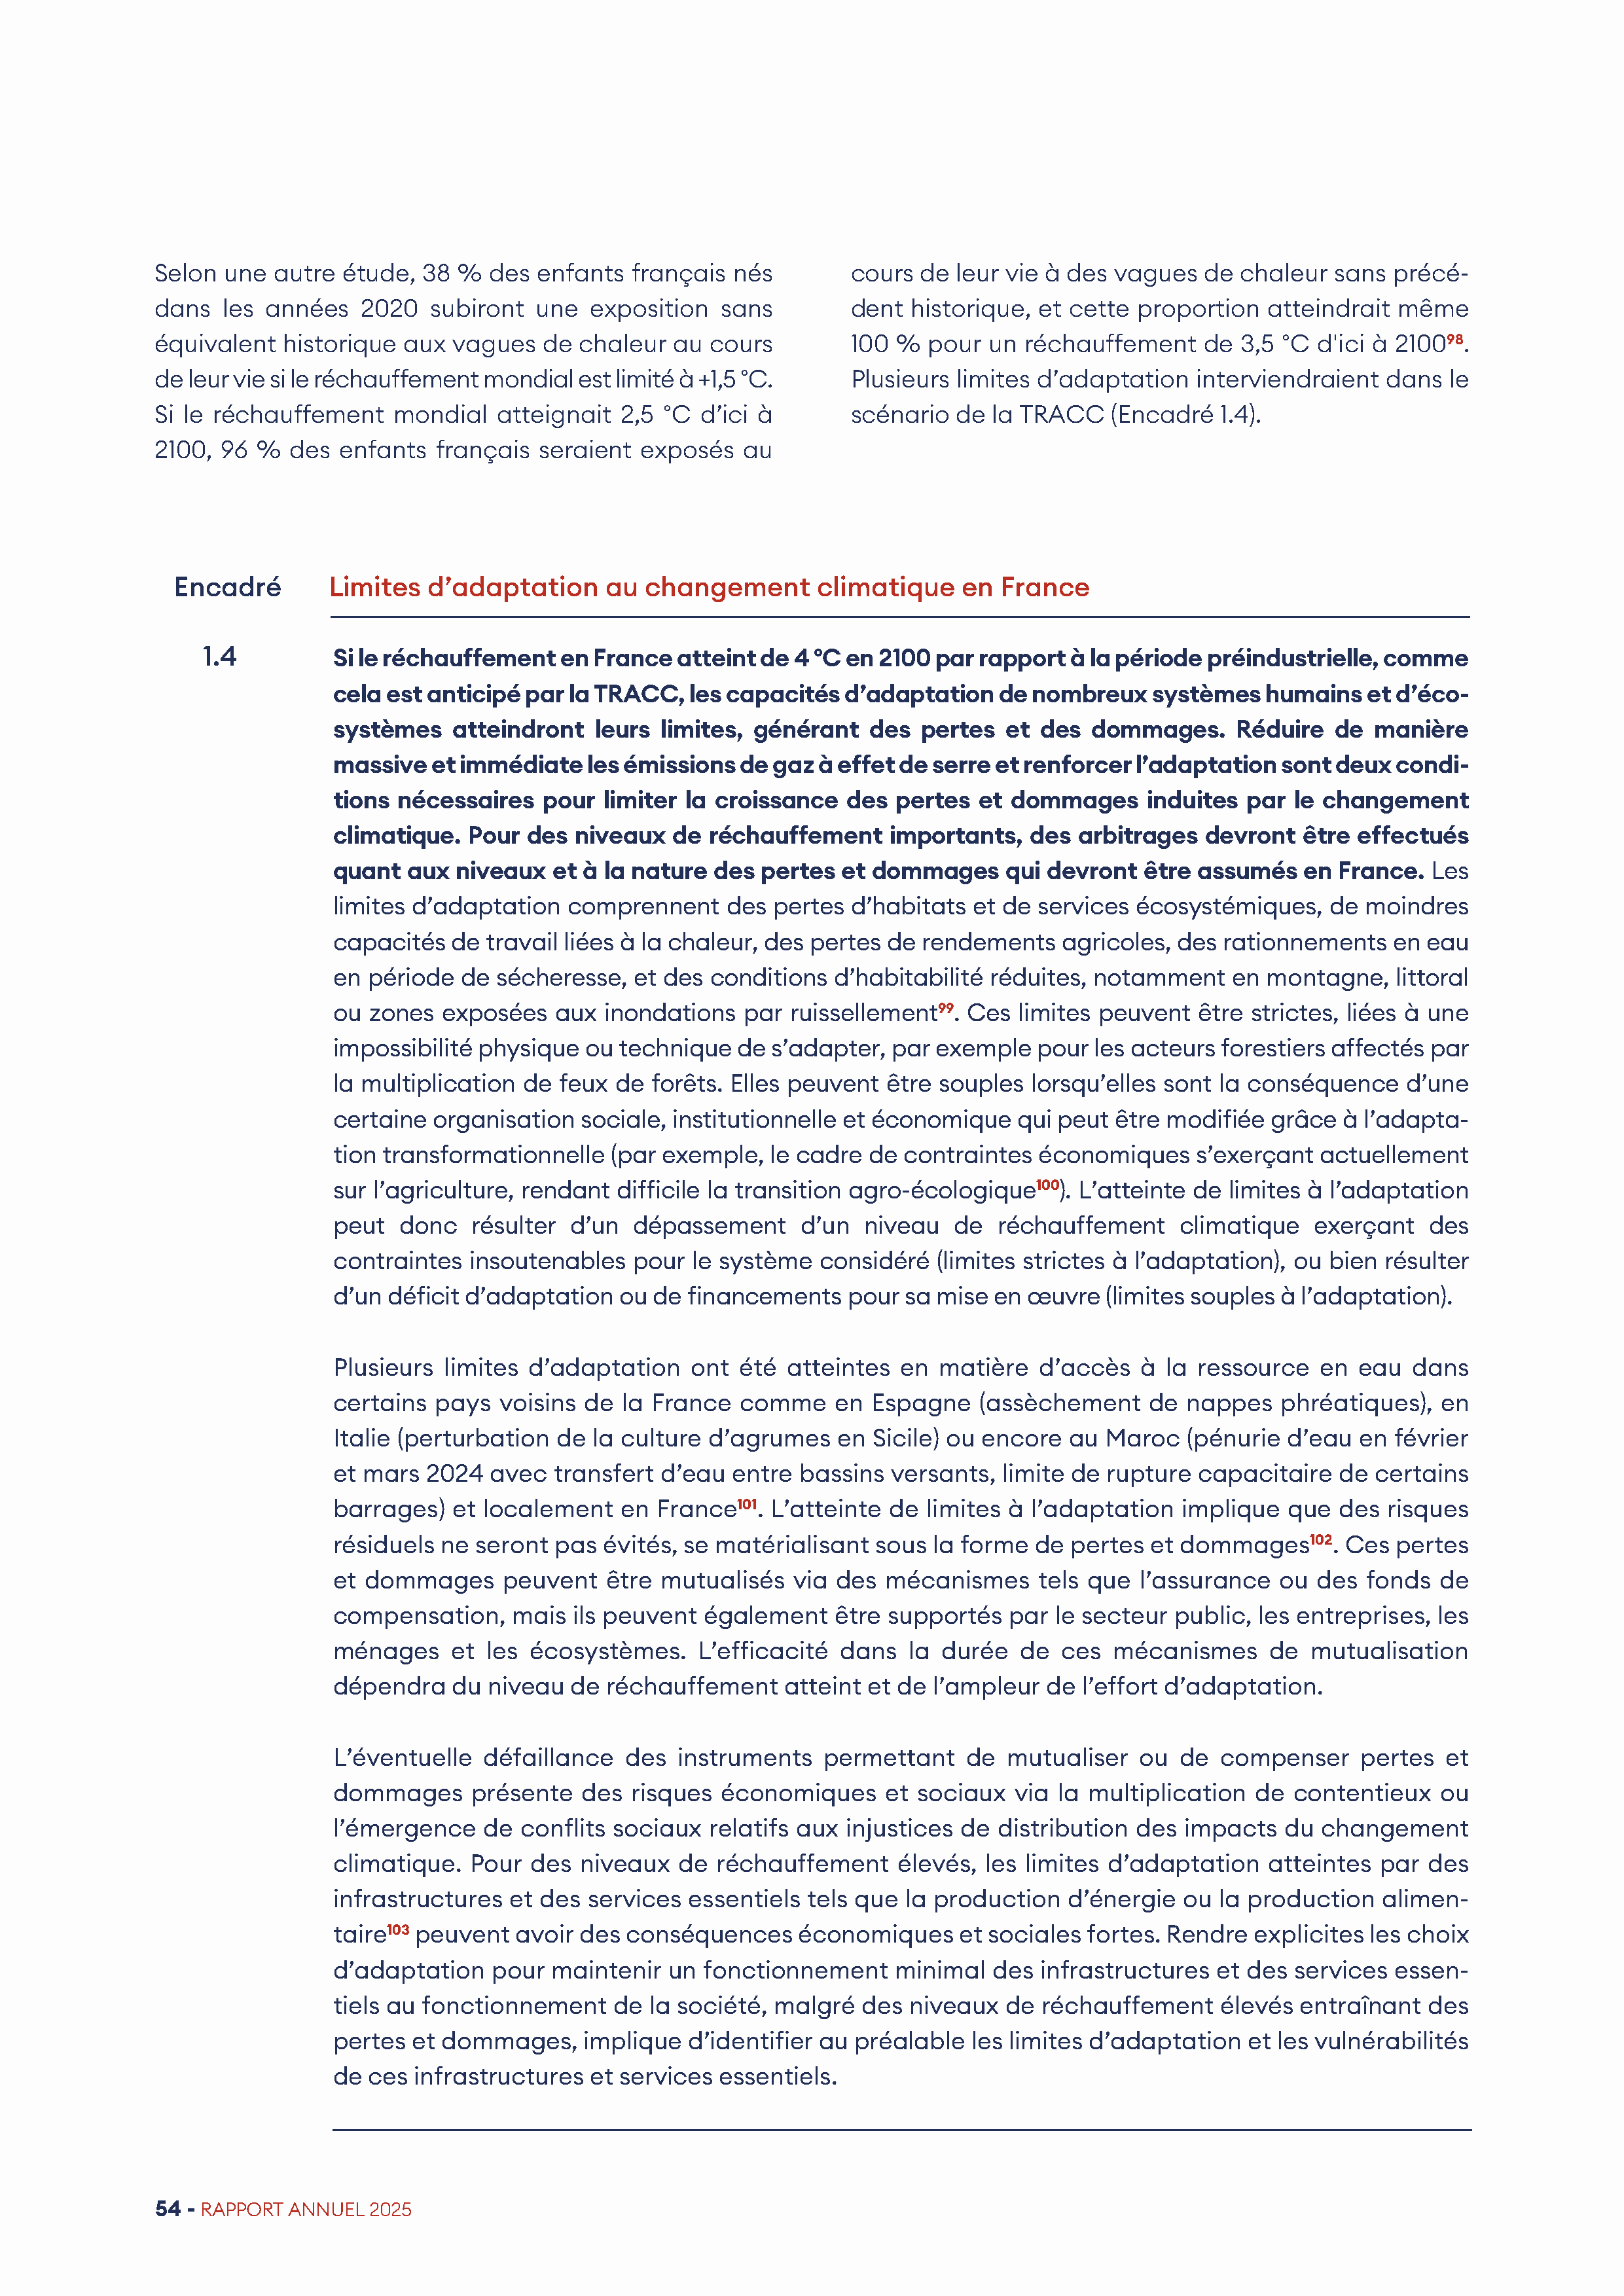 Selon une autre étude, 38 % des enfants français nés
dans les années 2020 subiront une exposition sans
équivalent historique aux vagues de chaleur au cours
de leur vie si le réchauffement mondial est limité à +1,5 °C.
Si le réchauffement mondial atteignait 2,5 °C d’ici à
2100, 96 % des enfants français seraient exposés au
cours de leur vie à des vagues de chaleur sans précé-
dent historique, et cette proportion atteindrait même
100 % pour un réchauffement de 3,5 °C d'ici à 2100⁹⁸.
Plusieurs limites d’adaptation interviendraient dans le
scénario de la TRACC (Encadré 1.4).
Encadré
1.4
Limites d’adaptation au changement climatique en France
Si le réchauffement en France atteint de 4 °C en 2100 par rapport à la période préindustrielle, comme
cela est anticipé par la TRACC, les capacités d’adaptation de nombreux systèmes humains et d’éco-
systèmes atteindront leurs limites, générant des pertes et des dommages. Réduire de manière
massive et immédiate les émissions de gaz à effet de serre et renforcer l’adaptation sont deux condi-
tions nécessaires pour limiter la croissance des pertes et dommages induites par le changement
climatique. Pour des niveaux de réchauffement importants, des arbitrages devront être effectués
quant aux niveaux et à la nature des pertes et dommages qui devront être assumés en France. Les
limites d’adaptation comprennent des pertes d’habitats et de services écosystémiques, de moindres
capacités de travail liées à la chaleur, des pertes de rendements agricoles, des rationnements en eau
en période de sécheresse, et des conditions d’habitabilité réduites, notamment en montagne, littoral
ou zones exposées aux inondations par ruissellement⁹⁹. Ces limites peuvent être strictes, liées à une
impossibilité physique ou technique de s’adapter, par exemple pour les acteurs forestiers affectés par
la multiplication de feux de forêts. Elles peuvent être souples lorsqu’elles sont la conséquence d’une
certaine organisation sociale, institutionnelle et économique qui peut être modifiée grâce à l’adapta-
tion transformationnelle (par exemple, le cadre de contraintes économiques s’exerçant actuellement
sur l’agriculture, rendant difficile la transition agro-écologique¹⁰⁰). L’atteinte de limites à l’adaptation
peut donc résulter d’un dépassement d’un niveau de réchauffement climatique exerçant des
contraintes insoutenables pour le système considéré (limites strictes à l’adaptation), ou bien résulter
d’un déficit d’adaptation ou de financements pour sa mise en œuvre (limites souples à l’adaptation).
Plusieurs limites d’adaptation ont été atteintes en matière d’accès à la ressource en eau dans
certains pays voisins de la France comme en Espagne (assèchement de nappes phréatiques), en
Italie (perturbation de la culture d’agrumes en Sicile) ou encore au Maroc (pénurie d’eau en février
et mars 2024 avec transfert d’eau entre bassins versants, limite de rupture capacitaire de certains
barrages) et localement en France¹⁰¹. L’atteinte de limites à l’adaptation implique que des risques
résiduels ne seront pas évités, se matérialisant sous la forme de pertes et dommages¹⁰². Ces pertes
et dommages peuvent être mutualisés via des mécanismes tels que l’assurance ou des fonds de
compensation, mais ils peuvent également être supportés par le secteur public, les entreprises, les
ménages et les écosystèmes. L’efficacité dans la durée de ces mécanismes de mutualisation
dépendra du niveau de réchauffement atteint et de l’ampleur de l’effort d’adaptation.
L’éventuelle défaillance des instruments permettant de mutualiser ou de compenser pertes et
dommages présente des risques économiques et sociaux via la multiplication de contentieux ou
l’émergence de conflits sociaux relatifs aux injustices de distribution des impacts du changement
climatique. Pour des niveaux de réchauffement élevés, les limites d’adaptation atteintes par des
infrastructures et des services essentiels tels que la production d’énergie ou la production alimen-
taire¹⁰³ peuvent avoir des conséquences économiques et sociales fortes. Rendre explicites les choix
d’adaptation pour maintenir un fonctionnement minimal des infrastructures et des services essen-
tiels au fonctionnement de la société, malgré des niveaux de réchauffement élevés entraînant des
pertes et dommages, implique d’identifier au préalable les limites d’adaptation et les vulnérabilités
de ces infrastructures et services essentiels.
54 - RAPPORT ANNUEL 2025